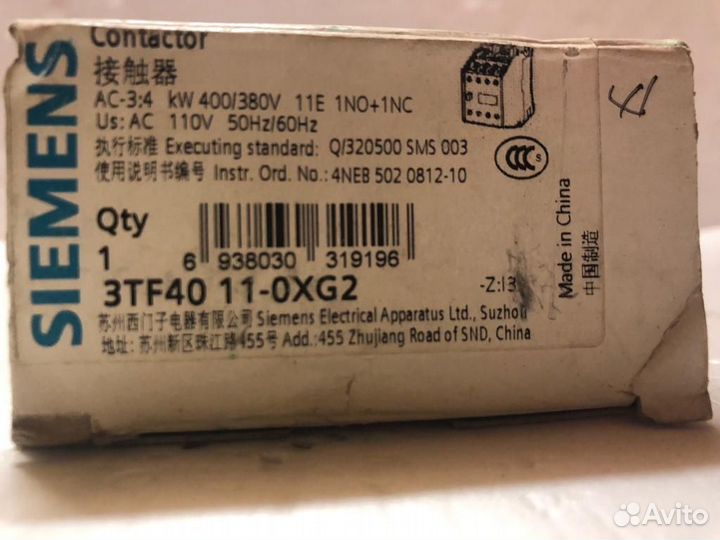 SIEMENS
Contactor
接触器
AC-3:4 kW 400/380V 11E 1NO+1NC
Us: AC 110V 50Hz/60Hz
执行标准 Executing standard: Q/320500 SMS 003
使用说明书编号 Instr. Ord. No.: 4NEB 502 0812-10
Qty
1
6 938030 319196
3TF40 11-0XG2
-Z:I3
苏州西门子电器有限公司 Siemens Electrical Apparatus Ltd., Suzhou
地址: 苏州新区珠江路455号 Add.:455 Zhujiang Road of SND, China
CCC
S
Made in China
中国制造
Avito